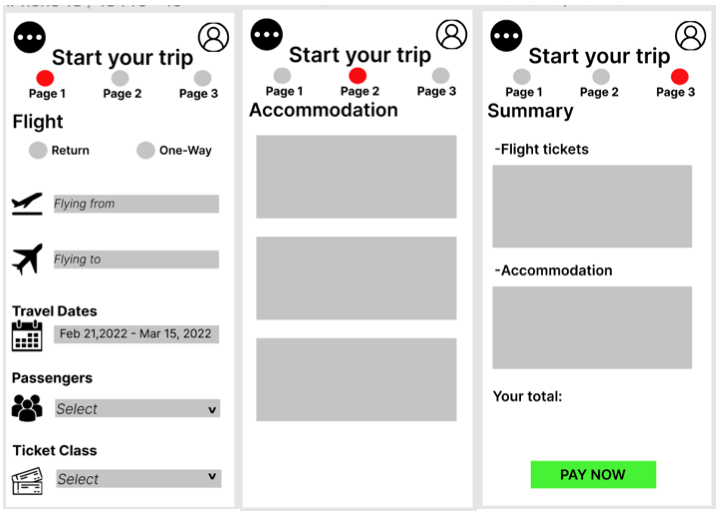 Start your trip
Page 1
Page 2
Page 3
Flight
Return
One-Way
Flying from
Flying to
Travel Dates
Feb 21,2022 - Mar 15, 2022
Passengers
Select
Ticket Class
Select
Start your trip
Page 1
Page 2
Page 3
Accommodation
Start your trip
Page 1
Page 2
Page 3
Summary
-Flight tickets
-Accommodation
Your total:
PAY NOW